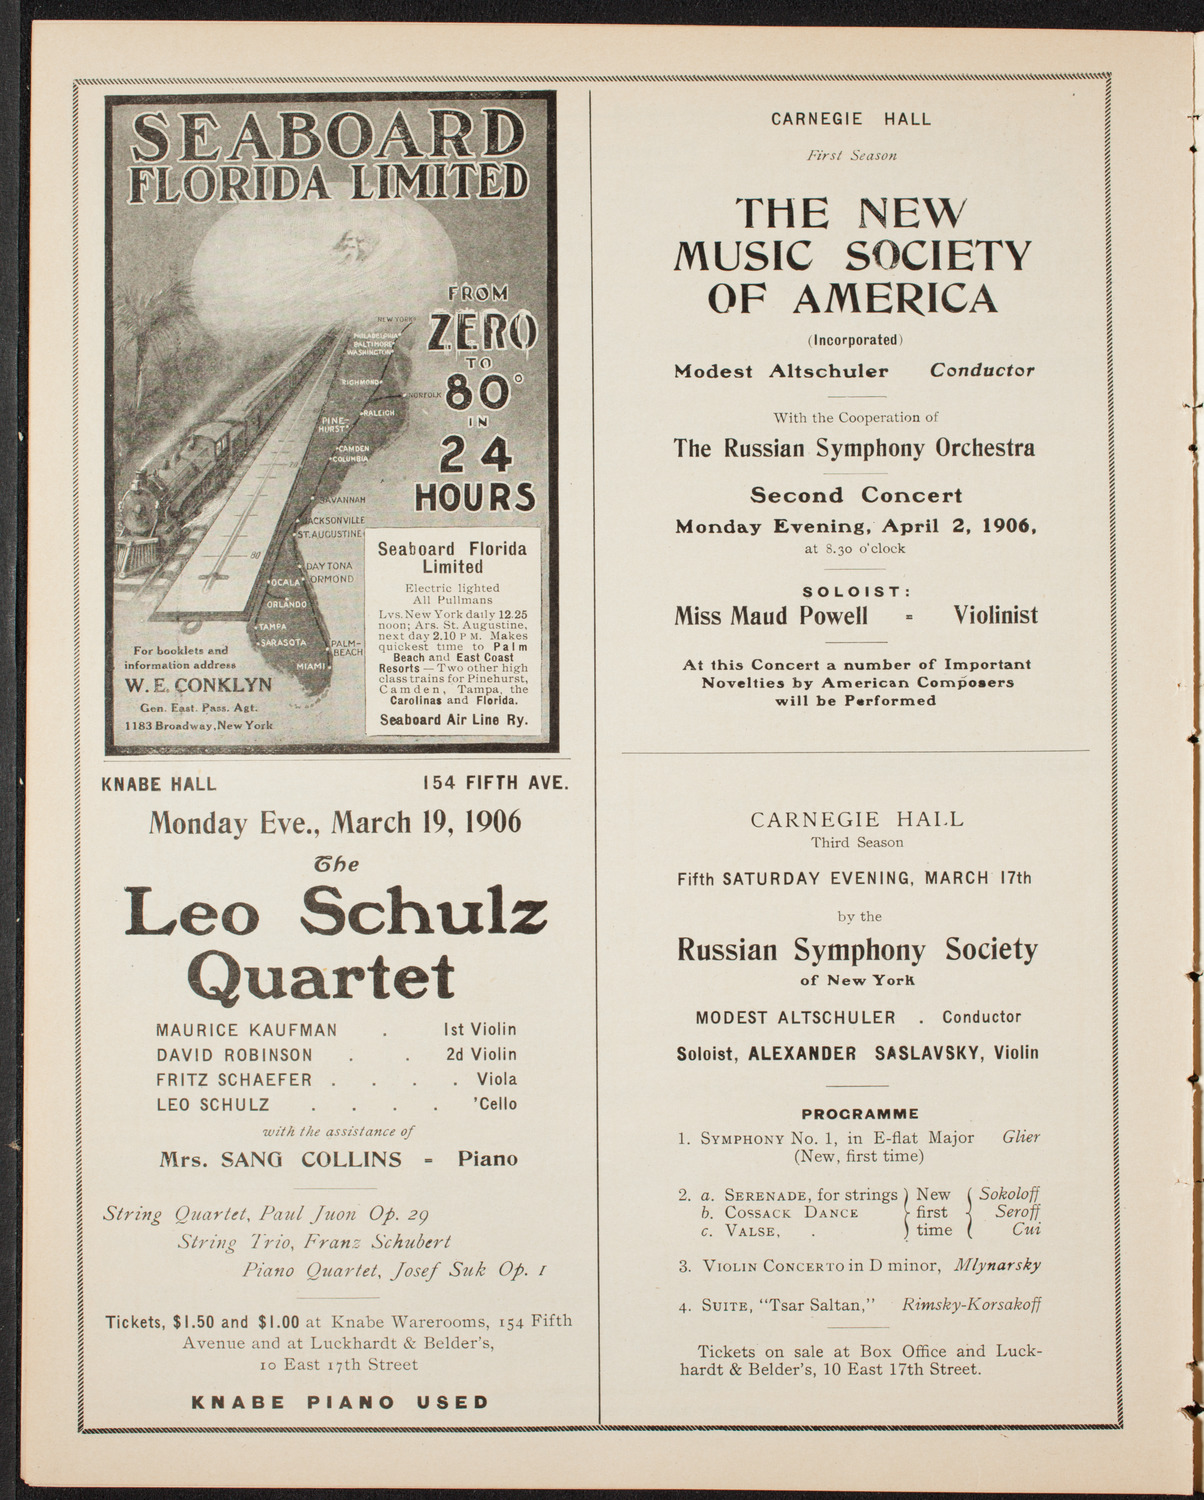 SEABOARD
FLORIDA LIMITED
FROM
ZERO
TO
80°
IN
24
HOURS
NEW YORK
PHILADELPHIA
BALTIMORE
WASHINGTON
RICHMOND
NORFOLK
RALEIGH
PINE-
HURST
CAMDEN
COLUMBIA
SAVANNAH
JACKSONVILLE
ST. AUGUSTINE
DAYTONA
OCALA ORMOND
ORLANDO
TAMPA
SARASOTA
PALM-
BEACH
MIAMI
70
80
For booklets and
information address
W. E. CONKLYN
Gen. East. Pass. Agt.
1183 Broadway, New York
Seaboard Florida
Limited
Electric lighted
All Pullmans
Lvs. New York daily 12.25
noon; Ars. St. Augustine,
next day 2.10 P M. Makes
quickest time to Palm
Beach and East Coast
Resorts — Two other high
class trains for Pinehurst,
Camden, Tampa, the
Carolinas and Florida.
Seaboard Air Line Ry.
KNABE HALL 154 FIFTH AVE.
Monday Eve., March 19, 1906
The
Leo Schulz
Quartet
MAURICE KAUFMAN . 1st Violin
DAVID ROBINSON . . 2d Violin
FRITZ SCHAEFER . . . . Viola
LEO SCHULZ . . . . 'Cello
with the assistance of
Mrs. SANG COLLINS = Piano
String Quartet, Paul Juon Op. 29
String Trio, Franz Schubert
Piano Quartet, Josef Suk Op. 1
Tickets, $1.50 and $1.00 at Knabe Warerooms, 154 Fifth
Avenue and at Luckhardt & Belder's,
10 East 17th Street
KNABE PIANO USED
CARNEGIE HALL
First Season
THE NEW
MUSIC SOCIETY
OF AMERICA
(Incorporated)
Modest Altschuler Conductor
With the Cooperation of
The Russian Symphony Orchestra
Second Concert
Monday Evening, April 2, 1906,
at 8.30 o'clock
SOLOIST:
Miss Maud Powell = Violinist
At this Concert a number of Important
Novelties by American Composers
will be Performed
CARNEGIE HALL
Third Season
Fifth SATURDAY EVENING, MARCH 17th
by the
Russian Symphony Society
of New York
MODEST ALTSCHULER . Conductor
Soloist, ALEXANDER SASLAVSKY, Violin
PROGRAMME
1. SYMPHONY No. 1, in E-flat Major Glier
(New, first time)
2. a. SERENADE, for strings } New { Sokoloff
b. COSSACK DANCE } first { Seroff
c. VALSE, . } time { Cui
3. VIOLIN CONCERTO in D minor, Mlynarsky
4. SUITE, "Tsar Saltan," Rimsky-Korsakoff
Tickets on sale at Box Office and Luck-
hardt & Belder's, 10 East 17th Street.